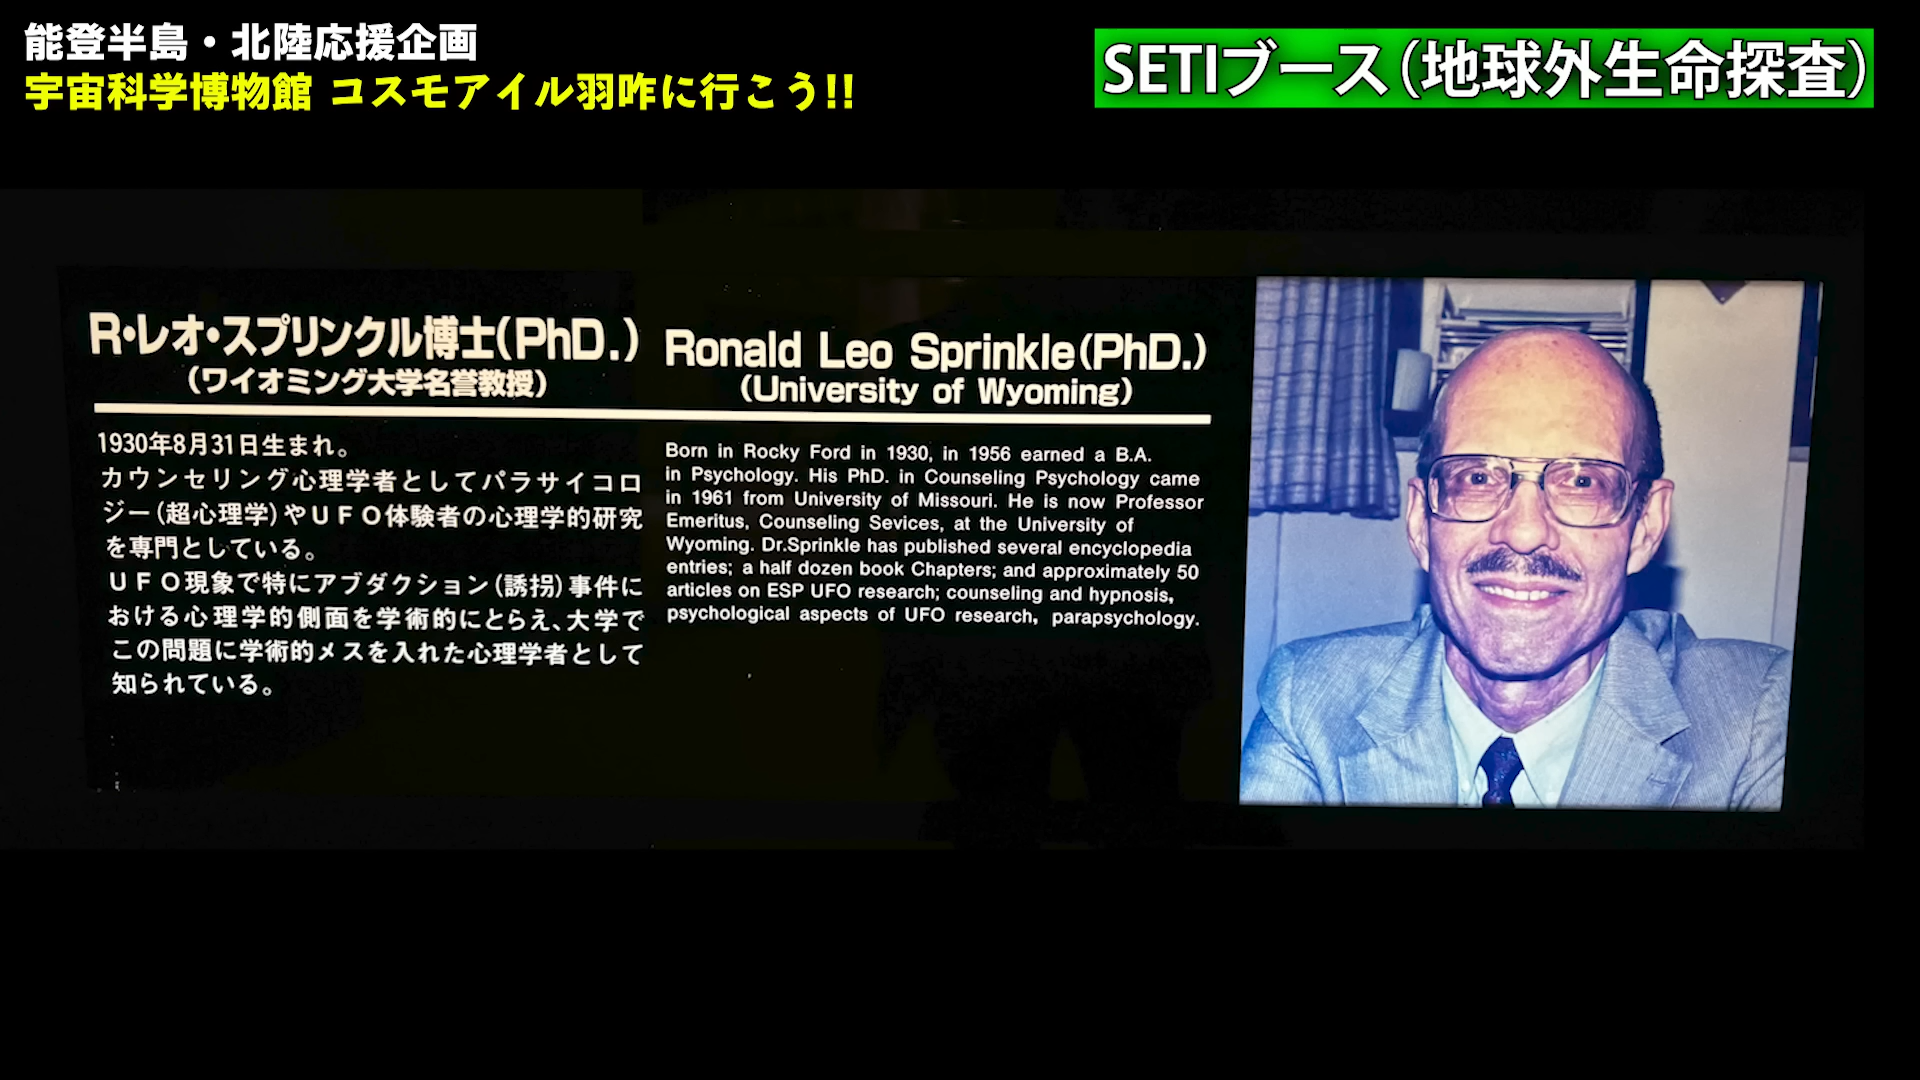 能登半島・北陸応援企画
宇宙科学博物館 コスモアイル羽咋に行こう!!
SETIブース(地球外生命探査)
R・レオ・スプリンクル博士(PhD.)
(ワイオミング大学名誉教授)
1930年8月31日生まれ。
カウンセリング心理学者としてパラサイコロ
ジー(超心理学)やUFO体験者の心理学的研究
を専門としている。
UFO現象で特にアブダクション(誘拐)事件に
おける心理学的側面を学術的にとらえ、大学で
この問題に学術的メスを入れた心理学者として
知られている。
Ronald Leo Sprinkle(PhD.)
(University of Wyoming)
Born in Rocky Ford in 1930, in 1956 earned a B.A.
in Psychology. His PhD. in Counseling Psychology came
in 1961 from University of Missouri. He is now Professor
Emeritus, Counseling Sevices, at the University of
Wyoming. Dr.Sprinkle has published several encyclopedia
entries; a half dozen book Chapters; and approximately 50
articles on ESP UFO research; counseling and hypnosis,
psychological aspects of UFO research, parapsychology.